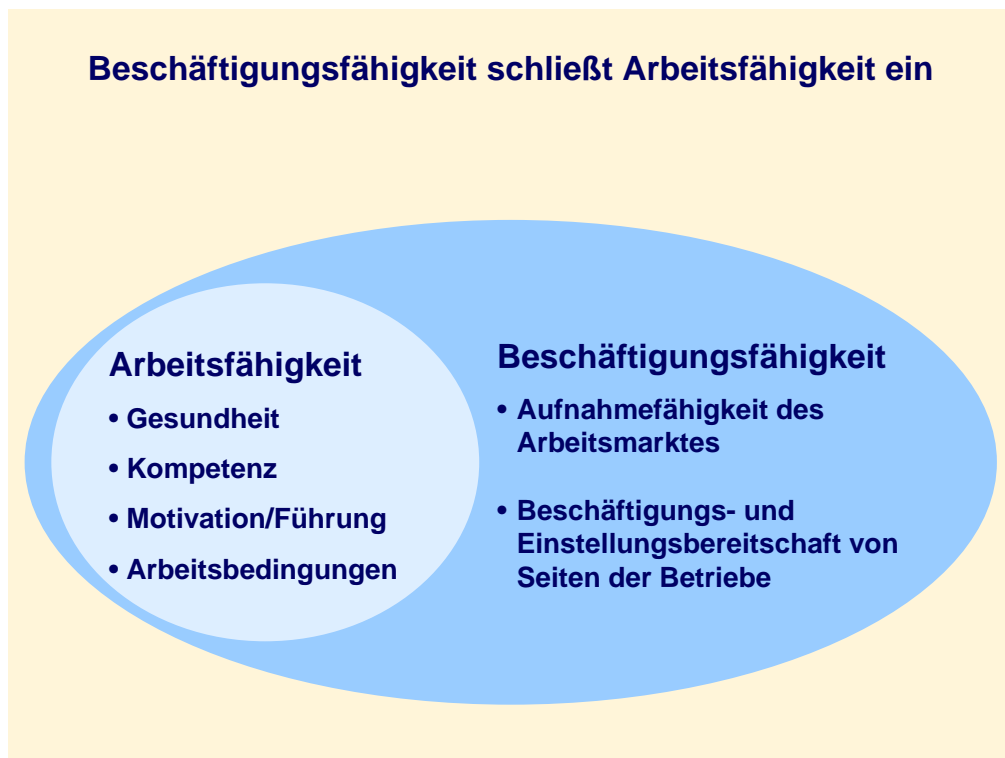 Beschäftigungsfähigkeit schließt Arbeitsfähigkeit ein
Arbeitsfähigkeit
• Gesundheit
• Kompetenz
• Motivation/Führung
• Arbeitsbedingungen
Beschäftigungsfähigkeit
• Aufnahmefähigkeit des
Arbeitsmarktes
• Beschäftigungs- und
Einstellungsbereitschaft von
Seiten der Betriebe